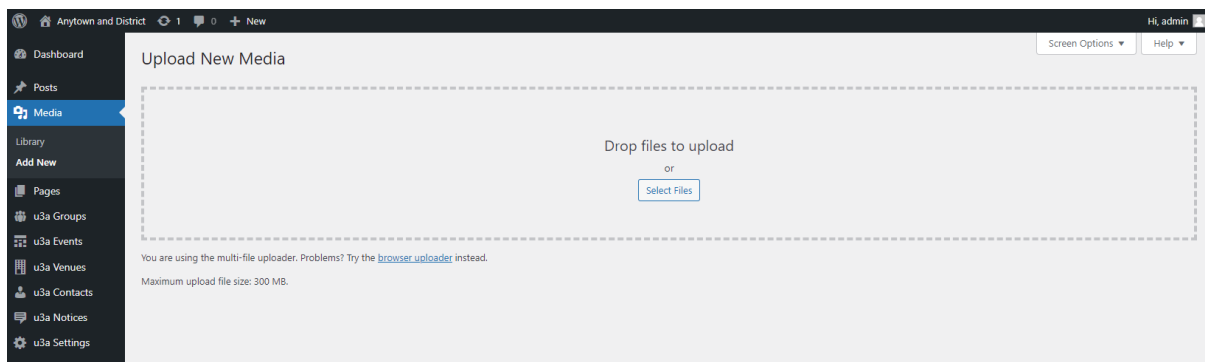 Anytown and District 1 0 + New Hi, admin
Screen Options ▼ Help ▼
Dashboard
Posts
Media
Library
Add New
Pages
u3a Groups
u3a Events
u3a Venues
u3a Contacts
u3a Notices
u3a Settings
Upload New Media
Drop files to upload
or
Select Files
You are using the multi-file uploader. Problems? Try the browser uploader instead.
Maximum upload file size: 300 MB.